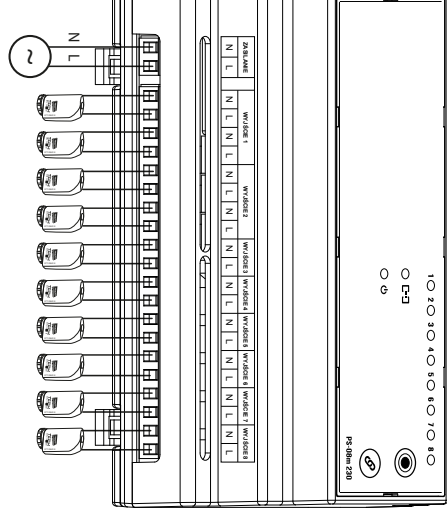 N
L
~
ZASILANIE
N L
WYJŚCIE 1
N L N L
WYJŚCIE 2
N L N L
WYJŚCIE 3
N L
WYJŚCIE 4
N L
WYJŚCIE 5
N L
WYJŚCIE 6
N L
WYJŚCIE 7
N L
WYJŚCIE 8
N L
1 2 3 4 5 6 7 8
PS-08m 230